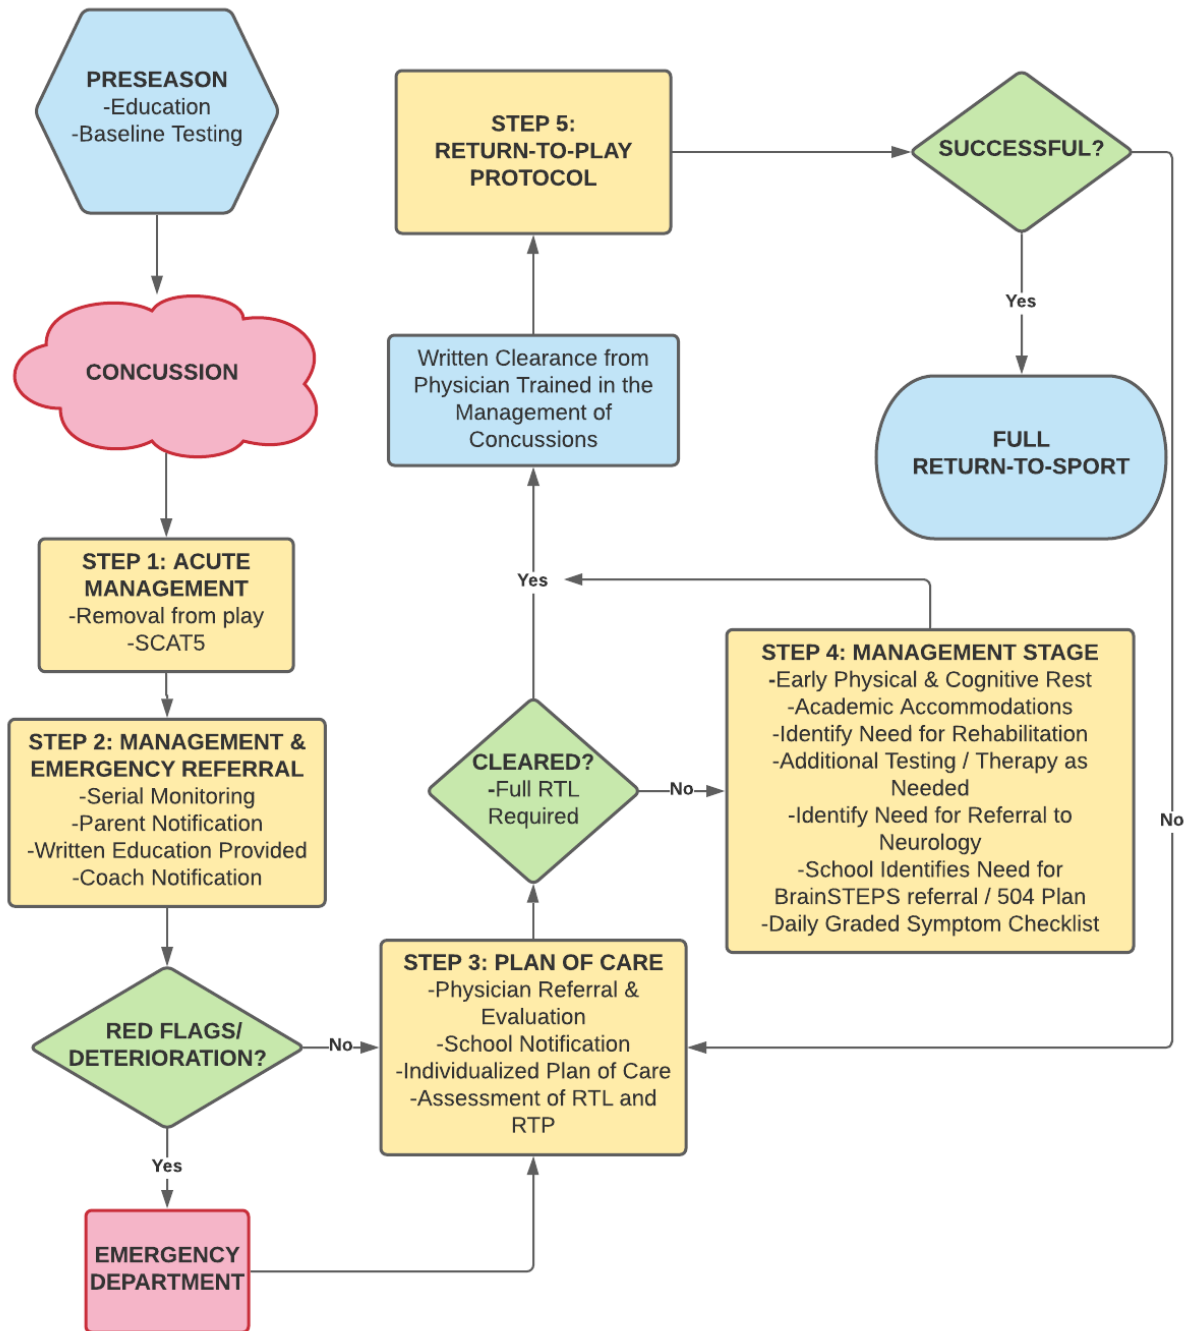 PRESEASON
-Education
-Baseline Testing
CONCUSSION
STEP 1: ACUTE
MANAGEMENT
-Removal from play
-SCAT5
STEP 2: MANAGEMENT &
EMERGENCY REFERRAL
-Serial Monitoring
-Parent Notification
-Written Education Provided
-Coach Notification
RED FLAGS/
DETERIORATION?
No
Yes
EMERGENCY
DEPARTMENT
STEP 3: PLAN OF CARE
-Physician Referral &
Evaluation
-School Notification
-Individualized Plan of Care
-Assessment of RTL and
RTP
CLEARED?
-Full RTL
Required
No
Yes
STEP 4: MANAGEMENT STAGE
-Early Physical & Cognitive Rest
-Academic Accommodations
-Identify Need for Rehabilitation
-Additional Testing / Therapy as
Needed
-Identify Need for Referral to
Neurology
-School Identifies Need for
BrainSTEPS referral / 504 Plan
-Daily Graded Symptom Checklist
Written Clearance from
Physician Trained in the
Management of
Concussions
STEP 5:
RETURN-TO-PLAY
PROTOCOL
SUCCESSFUL?
Yes
No
FULL
RETURN-TO-SPORT